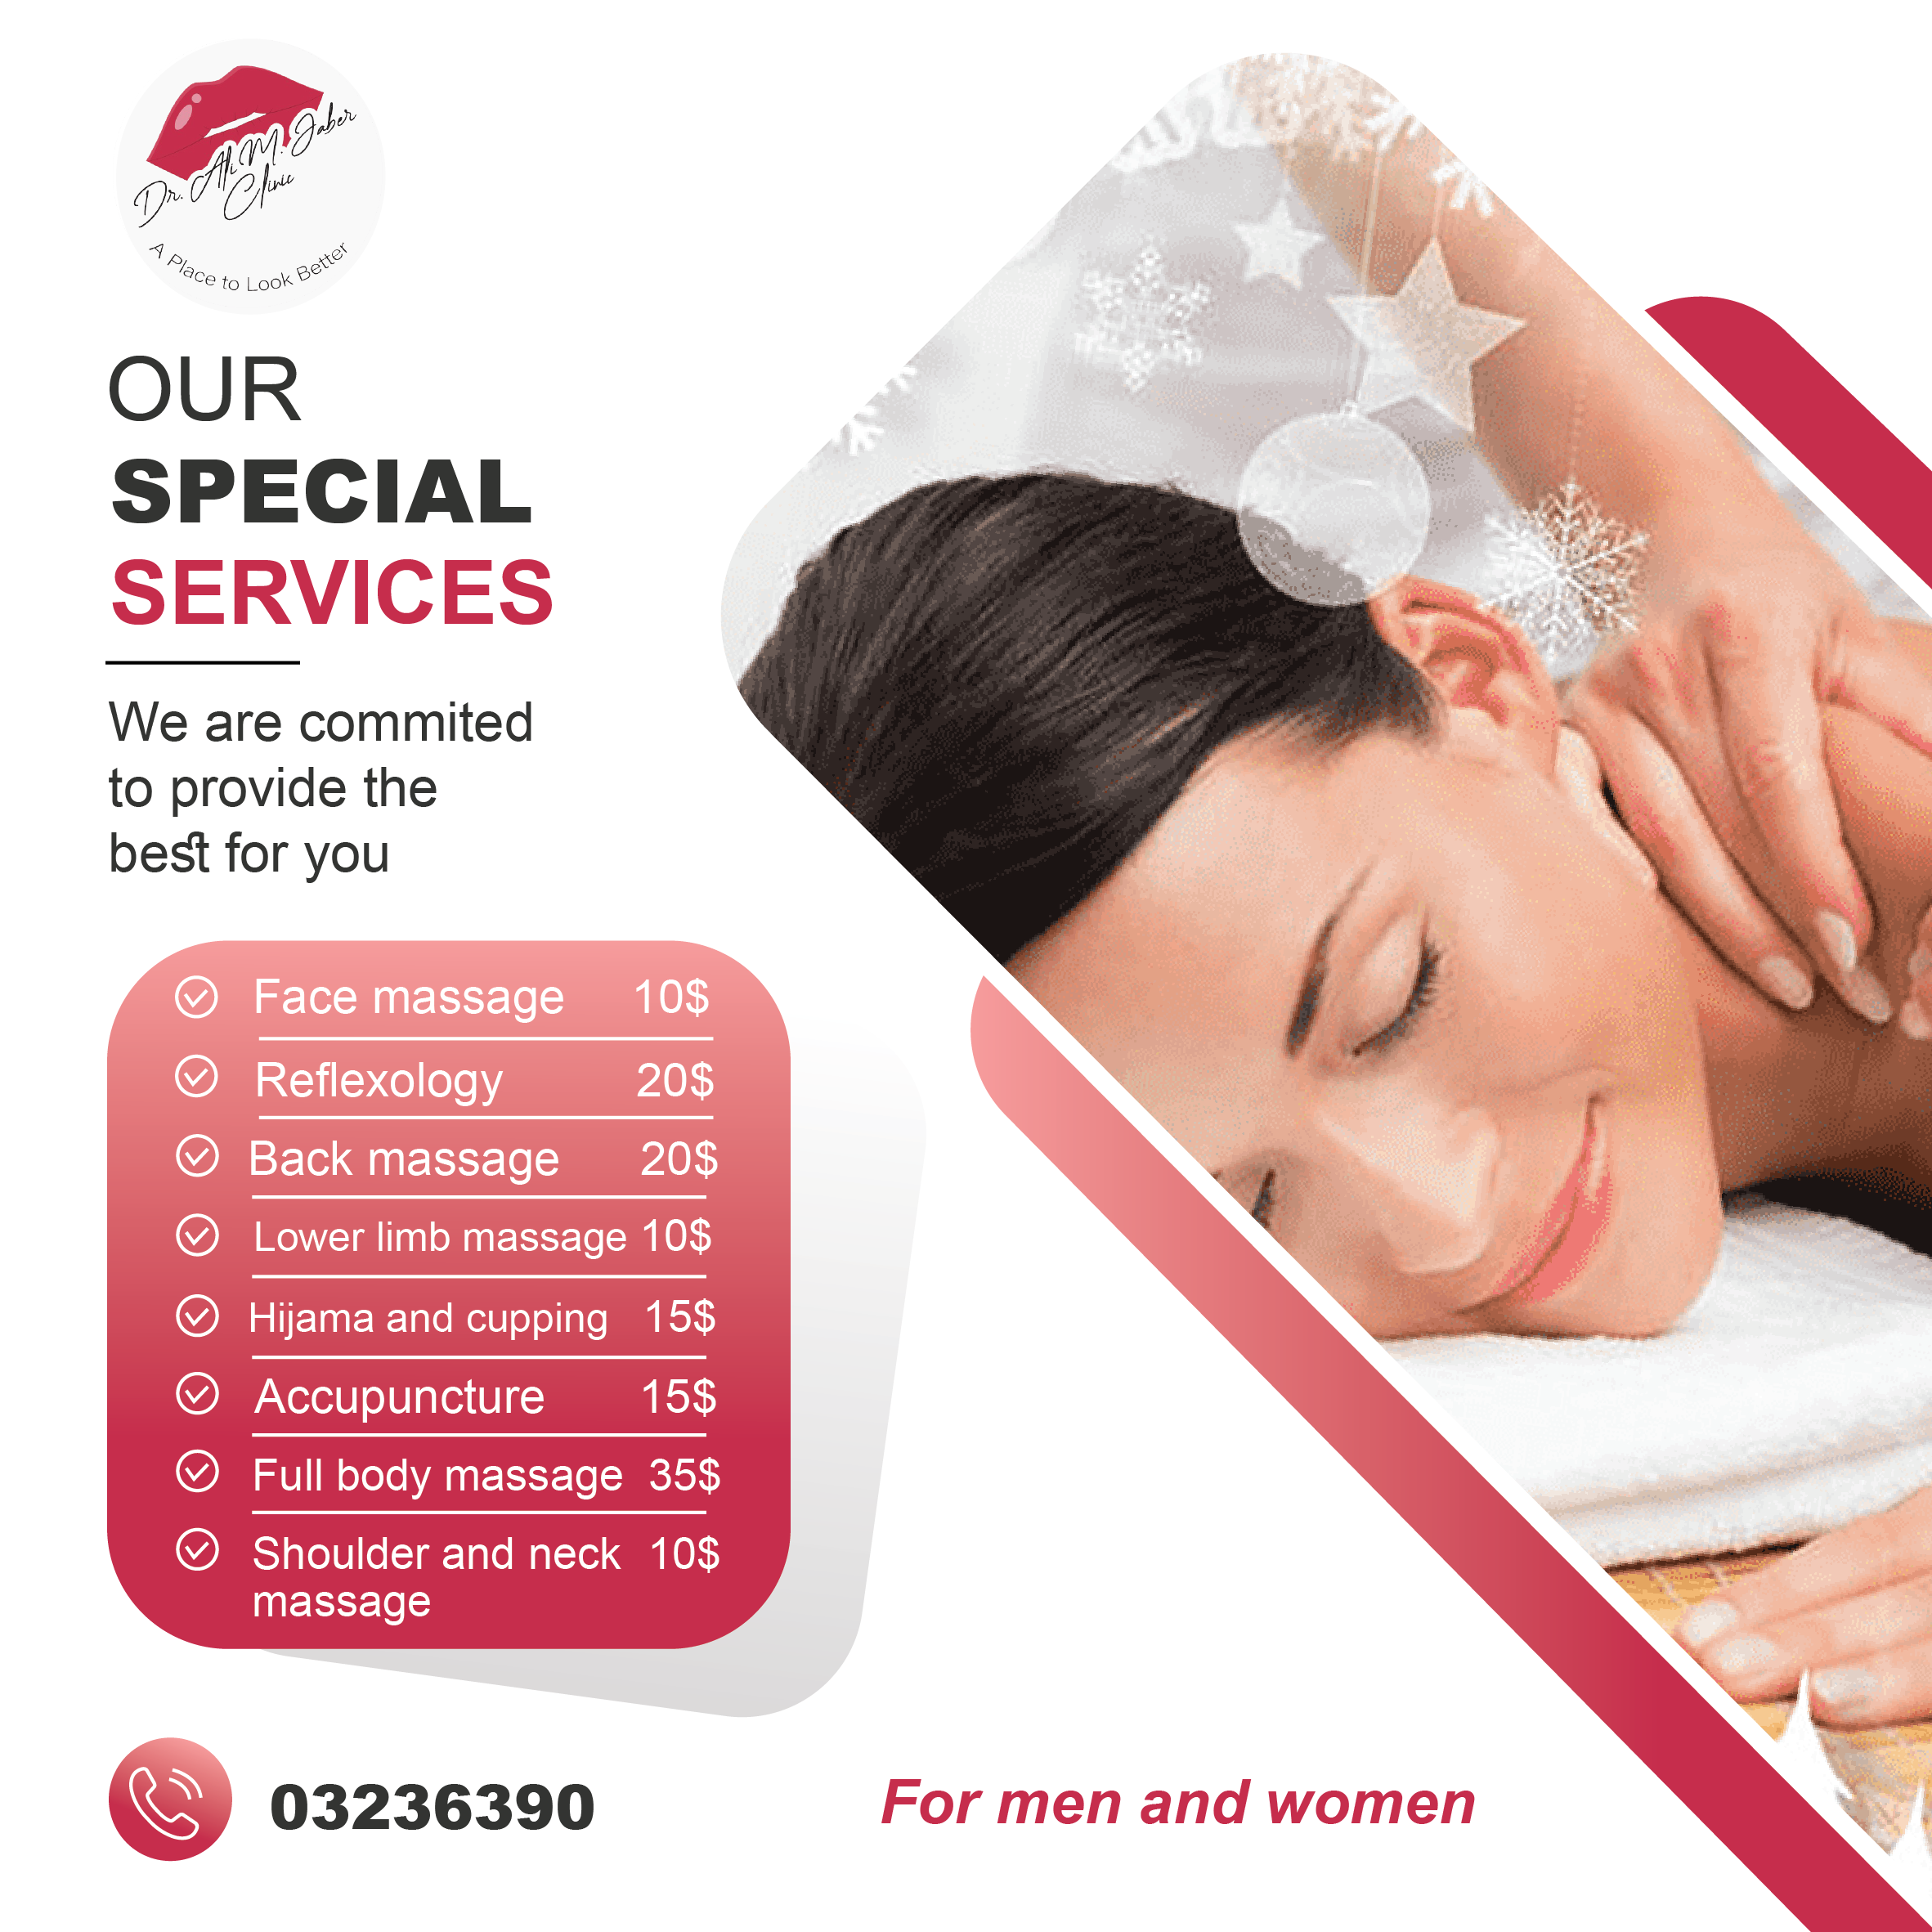 Dr. Ali M. Jaber
Clinic
A Place to Look Better
OUR
SPECIAL
SERVICES
We are commited
to provide the
best for you
Face massage 10$
Reflexology 20$
Back massage 20$
Lower limb massage 10$
Hijama and cupping 15$
Accupuncture 15$
Full body massage 35$
Shoulder and neck 10$
massage
03236390
For men and women